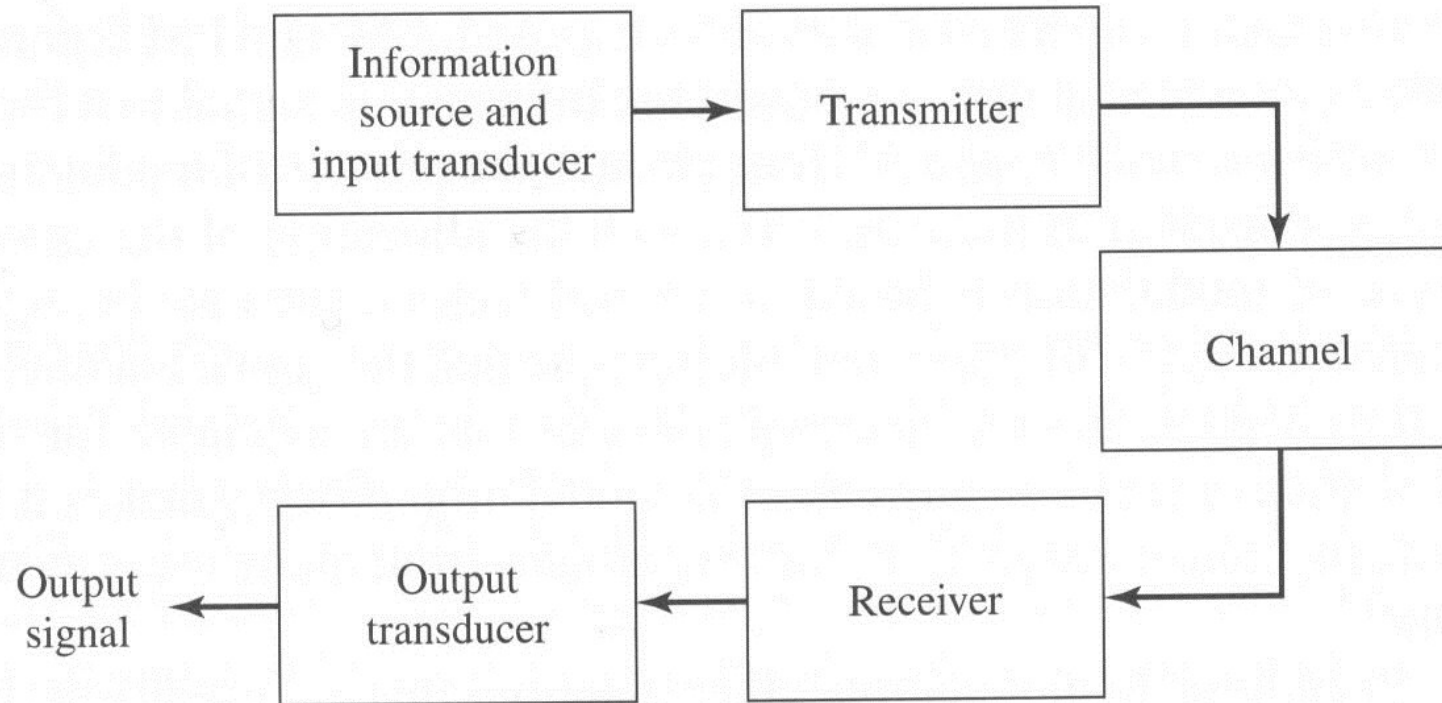 Information
source and
input transducer
Transmitter
Channel
Receiver
Output
transducer
Output
signal